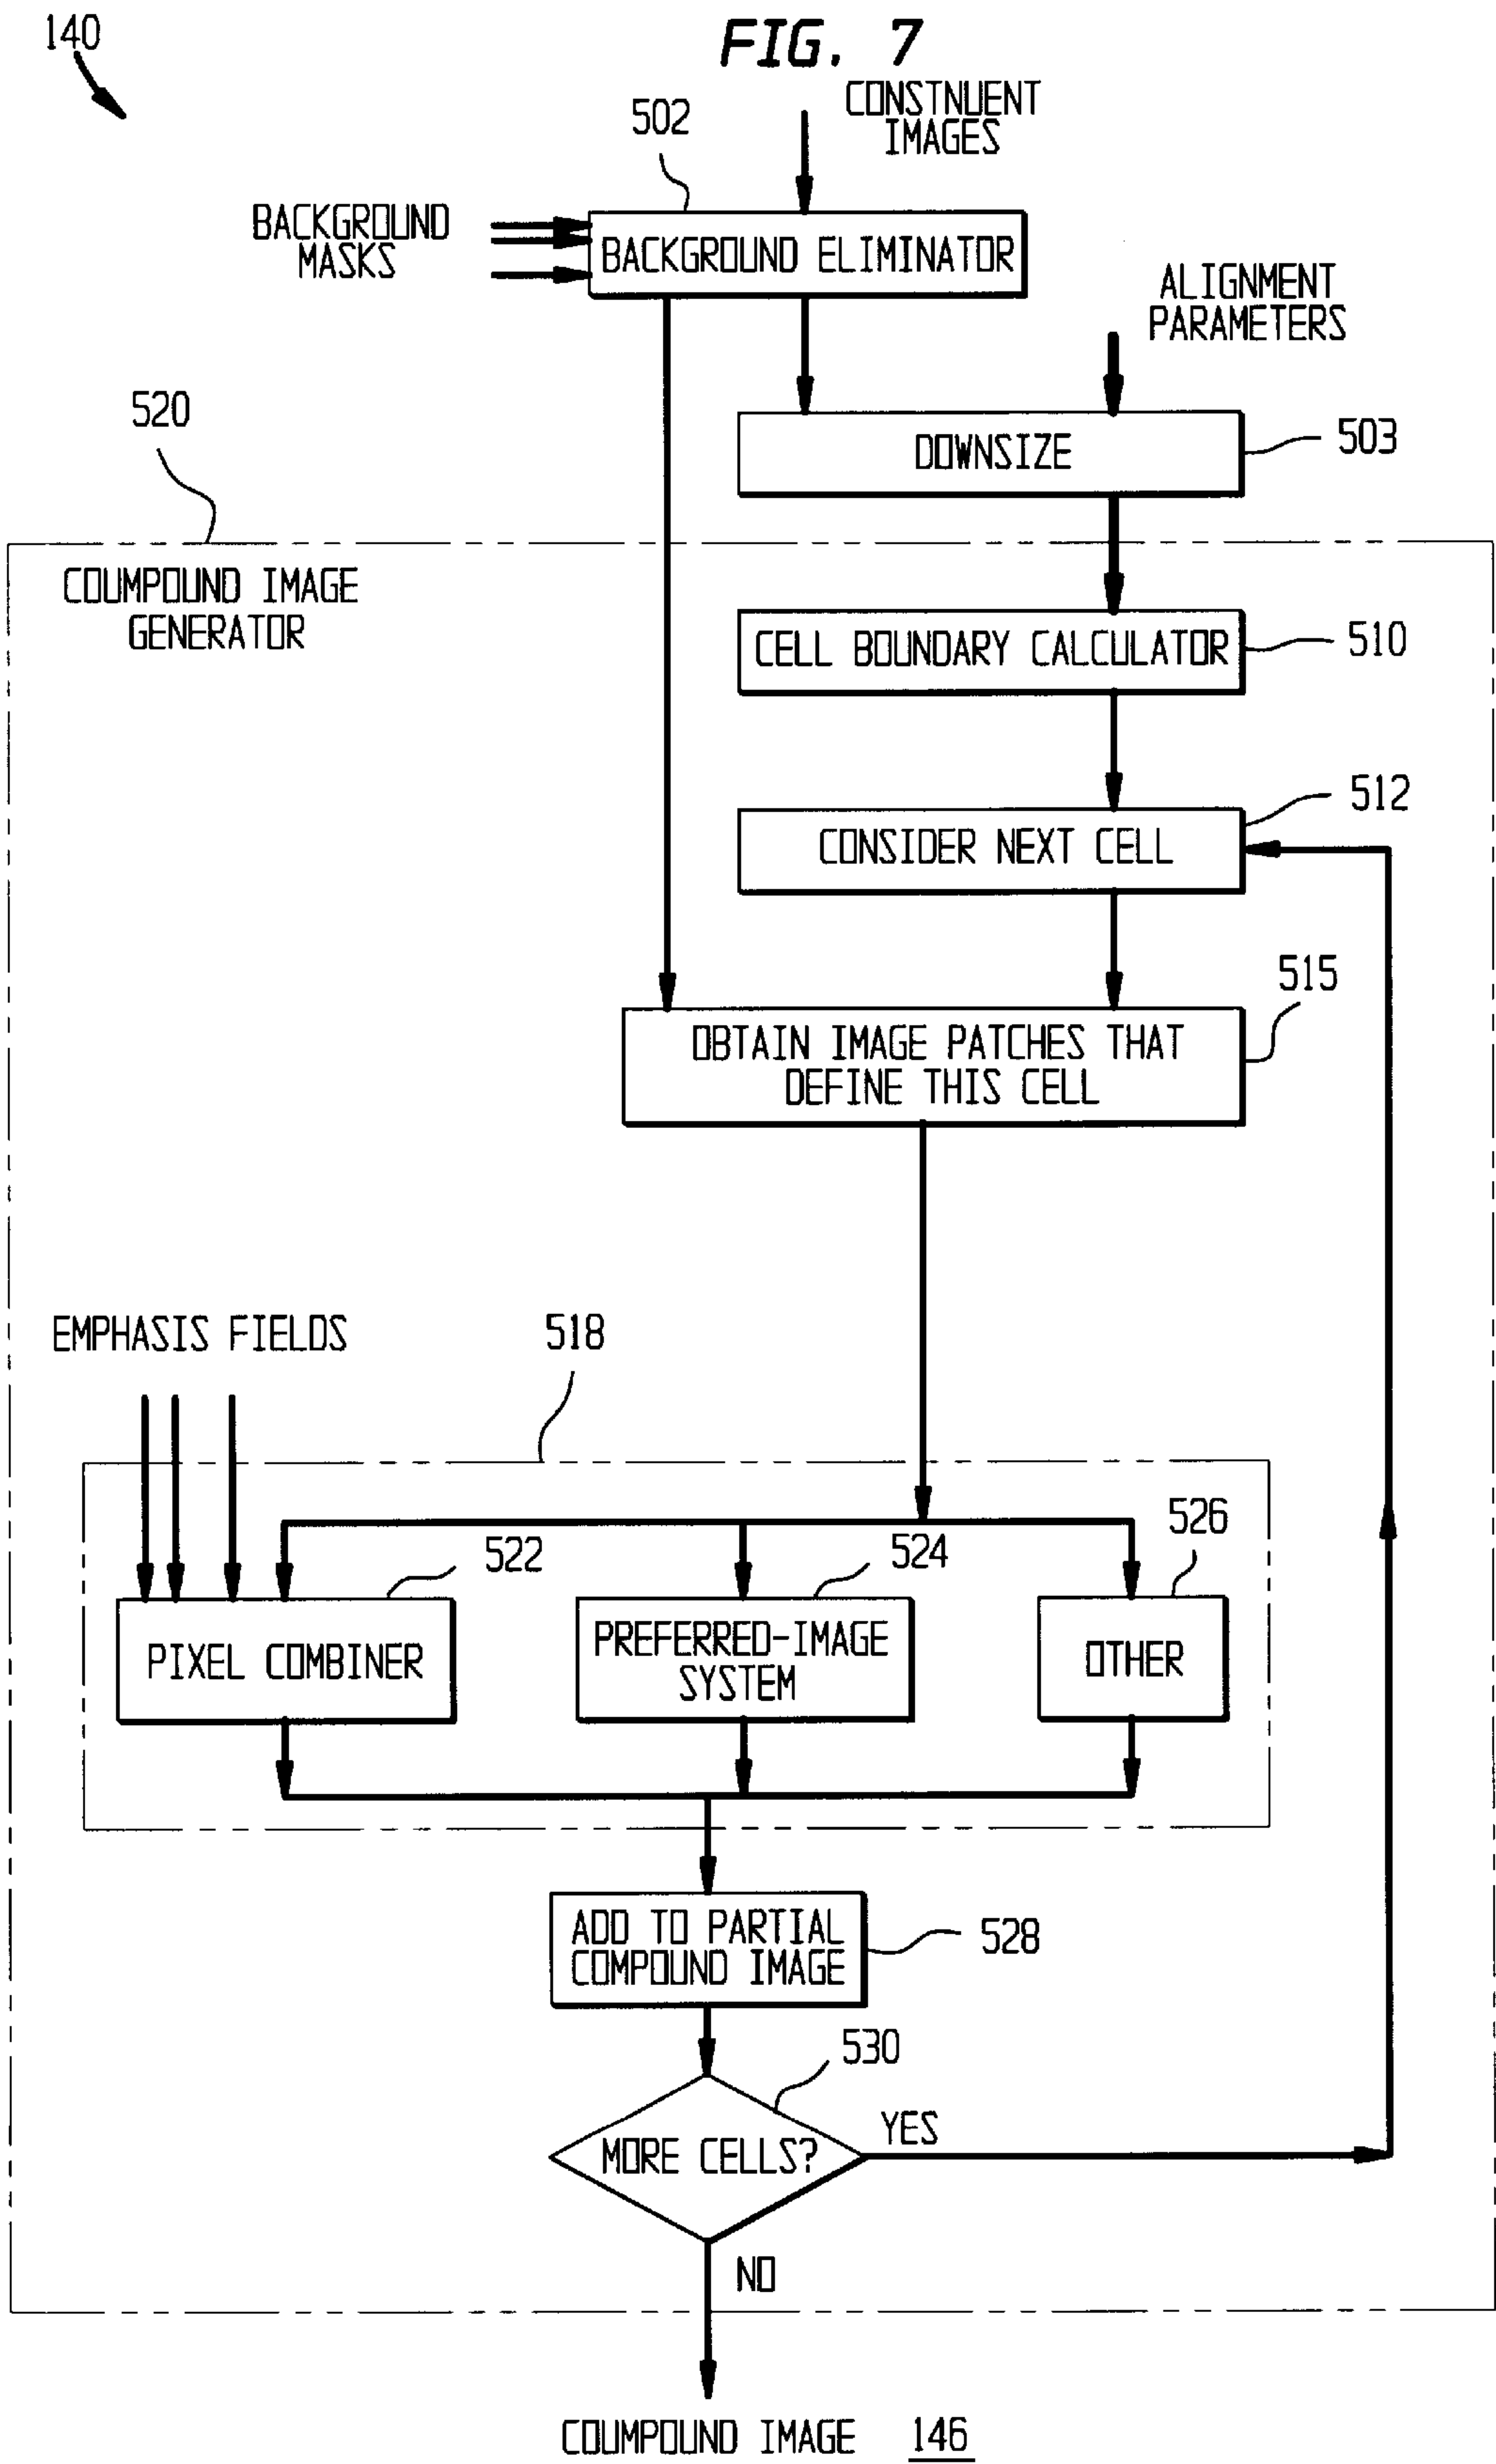 140
FIG. 7
CONSTNUENT
IMAGES
502
BACKGROUND
MASKS
BACKGROUND ELIMINATOR
ALIGNMENT
PARAMETERS
520
DOWNSIZE
503
COUMPOUND IMAGE
GENERATOR
CELL BOUNDARY CALCULATOR
510
512
CONSIDER NEXT CELL
515
OBTAIN IMAGE PATCHES THAT
DEFINE THIS CELL
EMPHASIS FIELDS
518
522
524
526
PIXEL COMBINER
PREFERRED-IMAGE
SYSTEM
OTHER
ADD TO PARTIAL
COMPOUND IMAGE
528
530
MORE CELLS?
YES
NO
COUMPOUND IMAGE 146